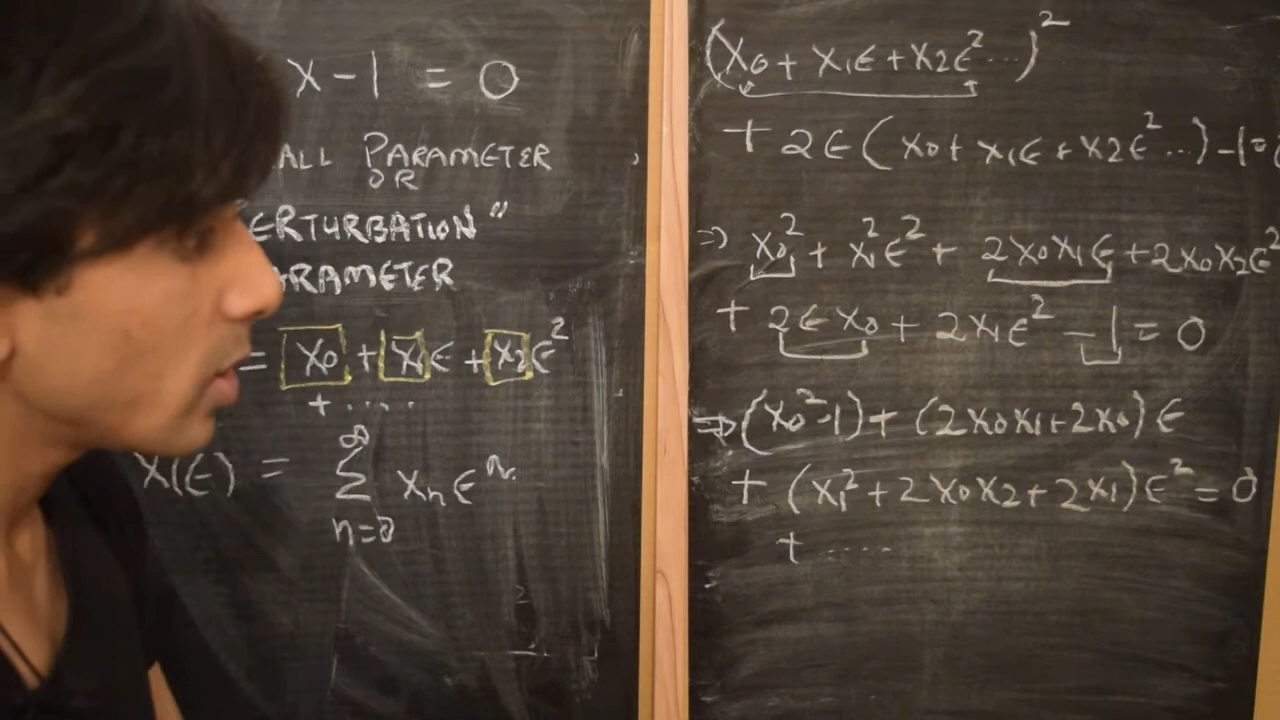 x-1 = 0
ALL PARAMETER
OR
ERTURBATION"
ARAMETER
= x₀ + x₁ϵ + x₂ϵ²
+ ....
x(ϵ) = ∑ₙ₌₀^∞ xₙϵⁿ
(x₀ + x₁ϵ + x₂ϵ² ...)²
+ 2ϵ(x₀ + x₁ϵ + x₂ϵ² ...) -1=0
⇒ x₀² + x₁²ϵ² + 2x₀x₁ϵ + 2x₀x₂ϵ²
+ 2ϵx₀ + 2x₁ϵ² -1 = 0
⇒ (x₀²-1) + (2x₀x₁+2x₀)ϵ
+ (x₁² + 2x₀x₂ + 2x₁)ϵ² = 0
+ .....